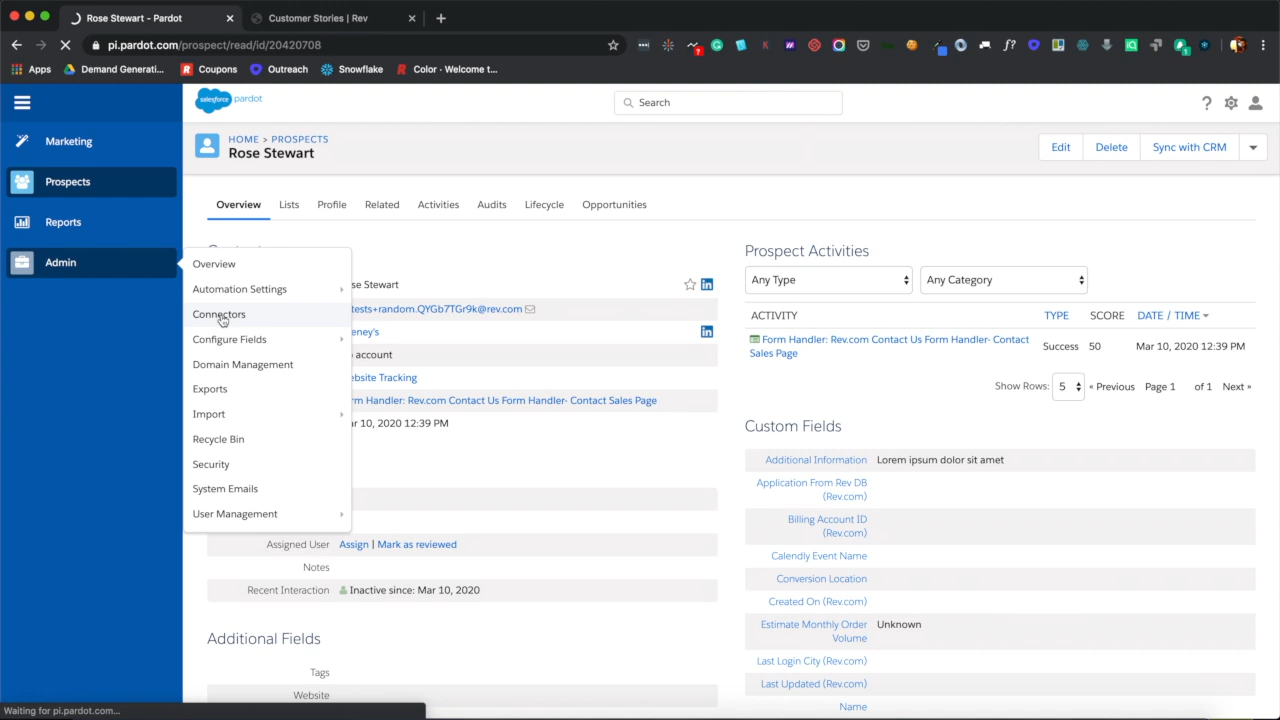 Rose Stewart - Pardot
Customer Stories | Rev
pi.pardot.com/prospect/read/id/20420708
Apps
Demand Generati...
Coupons
Outreach
Snowflake
Color · Welcome t...
Marketing
Prospects
Reports
Admin
salesforce pardot
Search
HOME > PROSPECTS
Rose Stewart
Edit
Delete
Sync with CRM
Overview
Lists
Profile
Related
Activities
Audits
Lifecycle
Opportunities
Overview
Automation Settings
Connectors
Configure Fields
Domain Management
Exports
Import
Recycle Bin
Security
System Emails
User Management
se Stewart
tests+random.QYGb7TGr9k@rev.com
eney's
account
ebsite Tracking
rm Handler: Rev.com Contact Us Form Handler- Contact Sales Page
ar 10, 2020 12:39 PM
Assigned User Assign | Mark as reviewed
Notes
Recent Interaction Inactive since: Mar 10, 2020
Additional Fields
Tags
Website
Prospect Activities
Any Type
Any Category
ACTIVITY TYPE SCORE DATE / TIME
Form Handler: Rev.com Contact Us Form Handler- Contact
Sales Page
Success 50 Mar 10, 2020 12:39 PM
Show Rows: 5 « Previous Page 1 of 1 Next »
Custom Fields
Additional Information Lorem ipsum dolor sit amet
Application From Rev DB
(Rev.com)
Billing Account ID
(Rev.com)
Calendly Event Name
Conversion Location
Created On (Rev.com)
Estimate Monthly Order Unknown
Volume
Last Login City (Rev.com)
Last Updated (Rev.com)
Name
Waiting for pi.pardot.com...